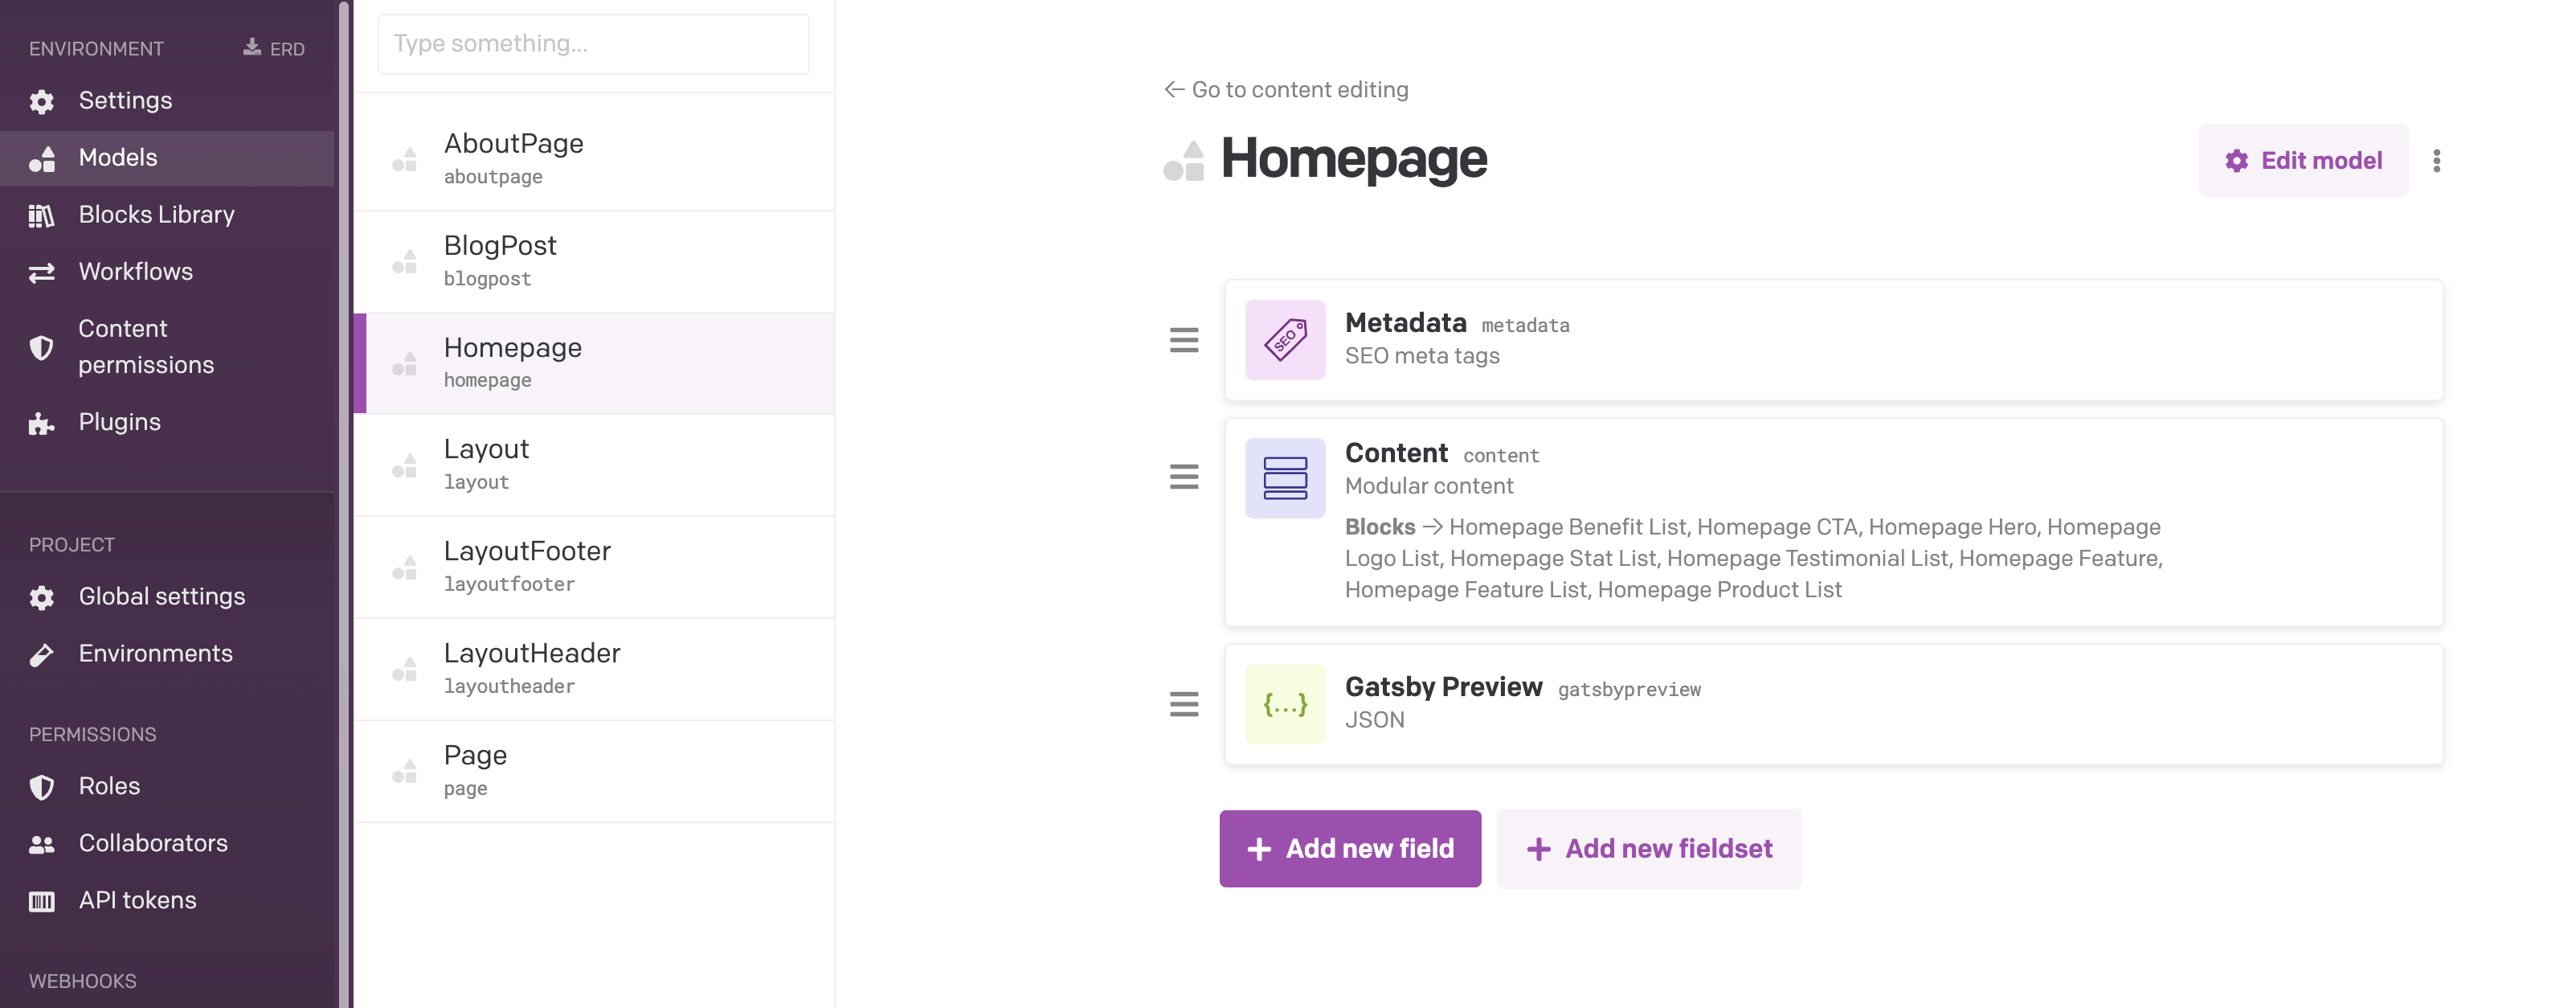 ENVIRONMENT ERD
Settings
Models
Blocks Library
Workflows
Content
permissions
Plugins
PROJECT
Global settings
Environments
PERMISSIONS
Roles
Collaborators
API tokens
WEBHOOKS
Type something...
AboutPage
aboutpage
BlogPost
blogpost
Homepage
homepage
Layout
layout
LayoutFooter
layoutfooter
LayoutHeader
layoutheader
Page
page
← Go to content editing
Homepage
Edit model
SEO
Metadata metadata
SEO meta tags
Content content
Modular content
Blocks → Homepage Benefit List, Homepage CTA, Homepage Hero, Homepage
Logo List, Homepage Stat List, Homepage Testimonial List, Homepage Feature,
Homepage Feature List, Homepage Product List
{...}
Gatsby Preview gatsbypreview
JSON
+ Add new field
+ Add new fieldset